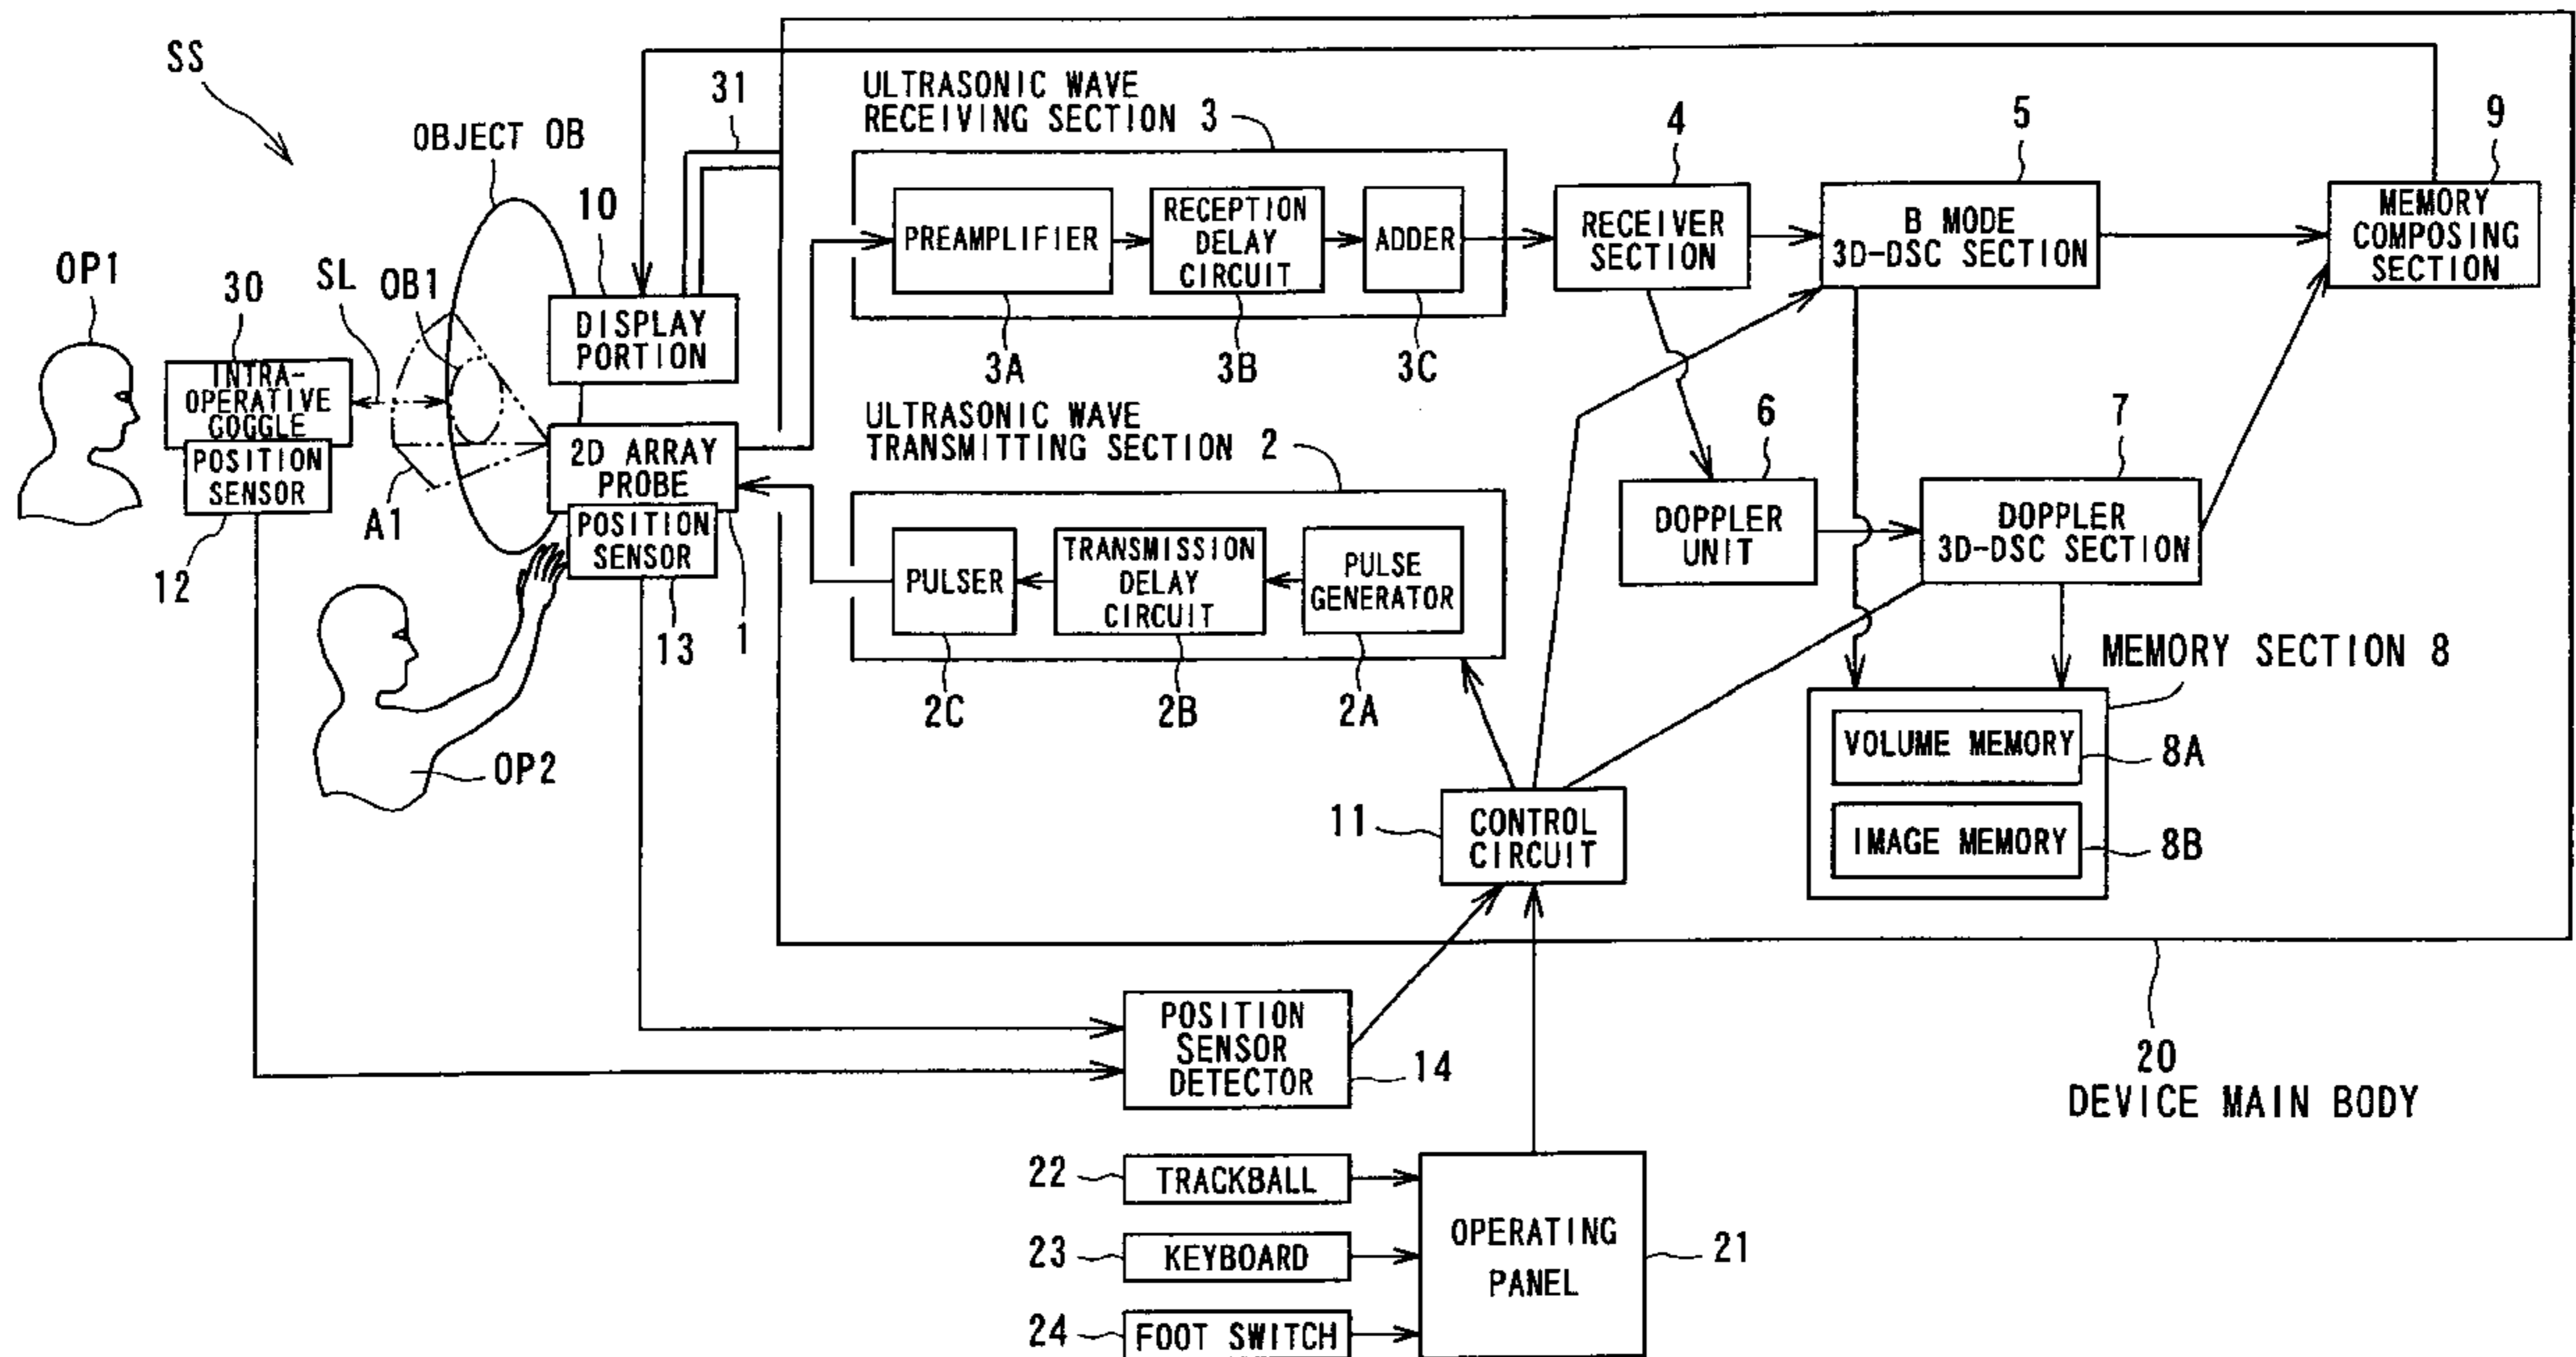 SS
OBJECT OB
31
ULTRASONIC WAVE
RECEIVING SECTION 3
4
5
9
10
OP1
30
SL
OB1
INTRA-
OPERATIVE
GOGGLE
POSITION
SENSOR
12
A1
DISPLAY
PORTION
2D ARRAY
PROBE
POSITION
SENSOR
13
1
OP2
PREAMPLIFIER
RECEPTION
DELAY
CIRCUIT
ADDER
3A
3B
3C
RECEIVER
SECTION
B MODE
3D-DSC SECTION
MEMORY
COMPOSING
SECTION
ULTRASONIC WAVE
TRANSMITTING SECTION 2
PULSER
TRANSMISSION
DELAY
CIRCUIT
PULSE
GENERATOR
2C
2B
2A
6
DOPPLER
UNIT
7
DOPPLER
3D-DSC SECTION
MEMORY SECTION 8
VOLUME MEMORY
8A
IMAGE MEMORY
8B
11
CONTROL
CIRCUIT
POSITION
SENSOR
DETECTOR
14
20
DEVICE MAIN BODY
22
TRACKBALL
23
KEYBOARD
24
FOOT SWITCH
OPERATING
PANEL
21